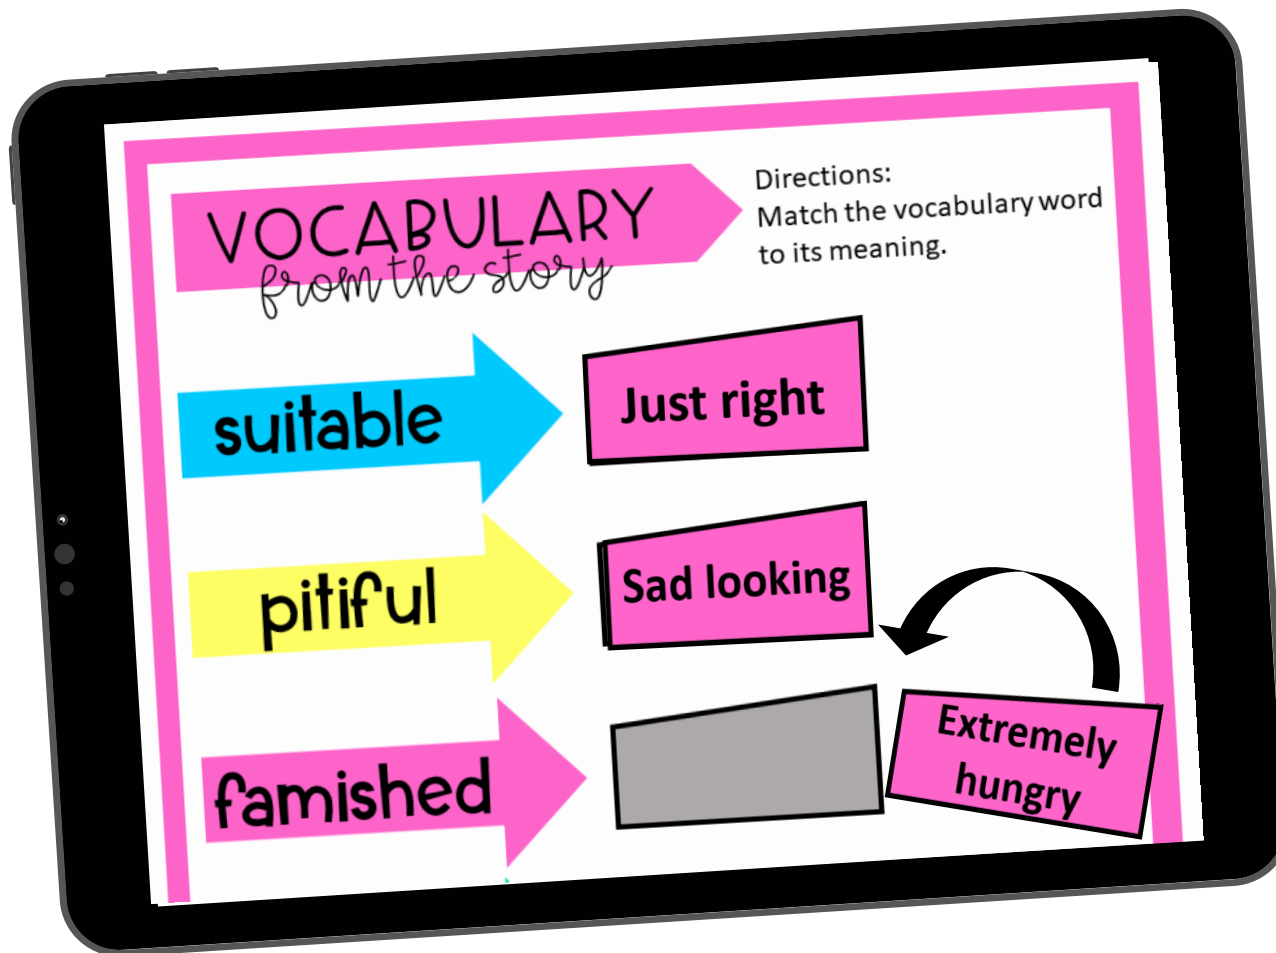 VOCABULARY
from the story
Directions:
Match the vocabulary word
to its meaning.
suitable
Just right
pitiful
Sad looking
famished
Extremely
hungry